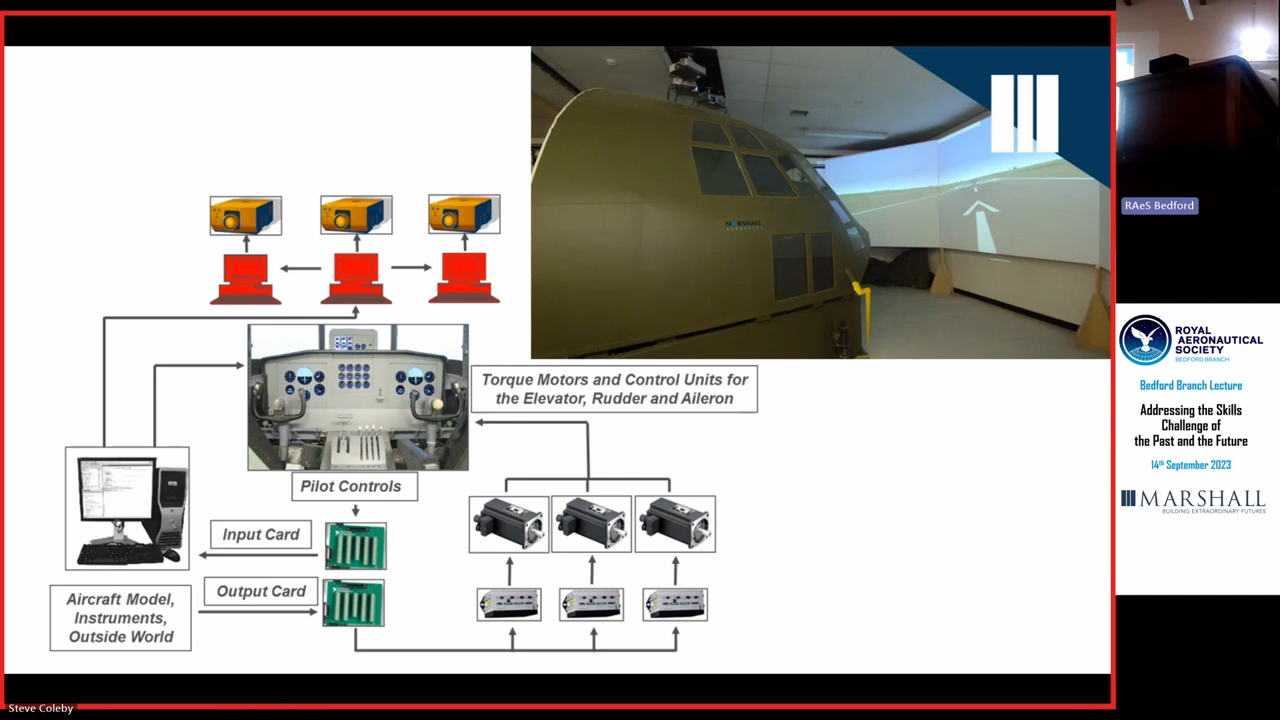 MARSHALL
Torque Motors and Control Units for
the Elevator, Rudder and Aileron
Pilot Controls
Input Card
Output Card
Aircraft Model,
Instruments,
Outside World
Steve Coleby
RAeS Bedford
ROYAL
AERONAUTICAL
SOCIETY
BEDFORD BRANCH
Bedford Branch Lecture
Addressing the Skills
Challenge of
the Past and the Future
14th September 2023
MARSHALL
BUILDING EXTRAORDINARY FUTURES